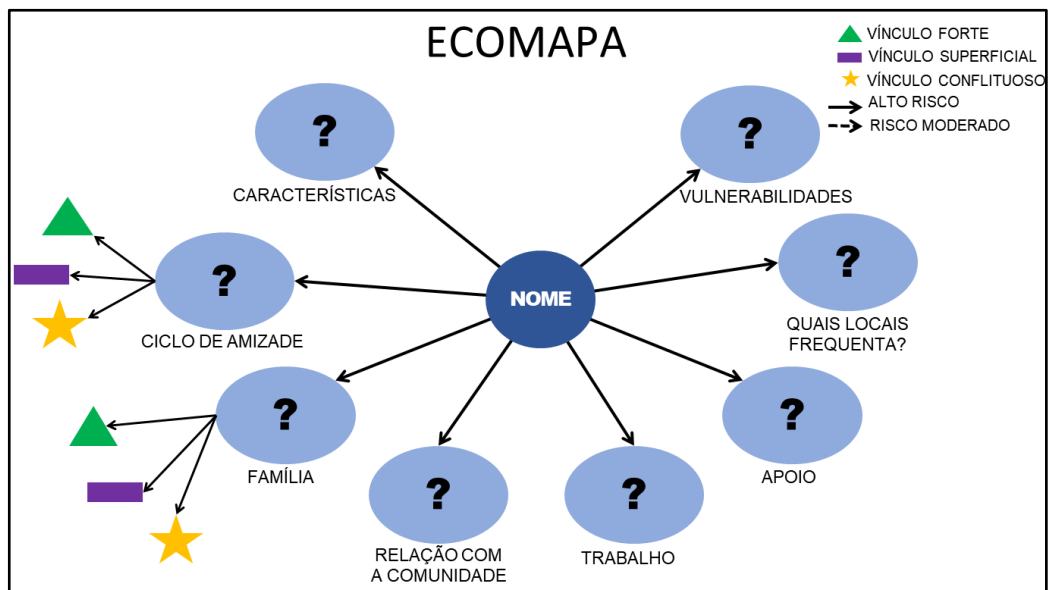 ECOMAPA
VÍNCULO FORTE
VÍNCULO SUPERFICIAL
VÍNCULO CONFLITUOSO
ALTO RISCO
RISCO MODERADO
?
CARACTERÍSTICAS
?
VULNERABILIDADES
?
CICLO DE AMIZADE
NOME
?
QUAIS LOCAIS
FREQUENTA?
?
FAMÍLIA
?
APOIO
?
RELAÇÃO COM
A COMUNIDADE
?
TRABALHO